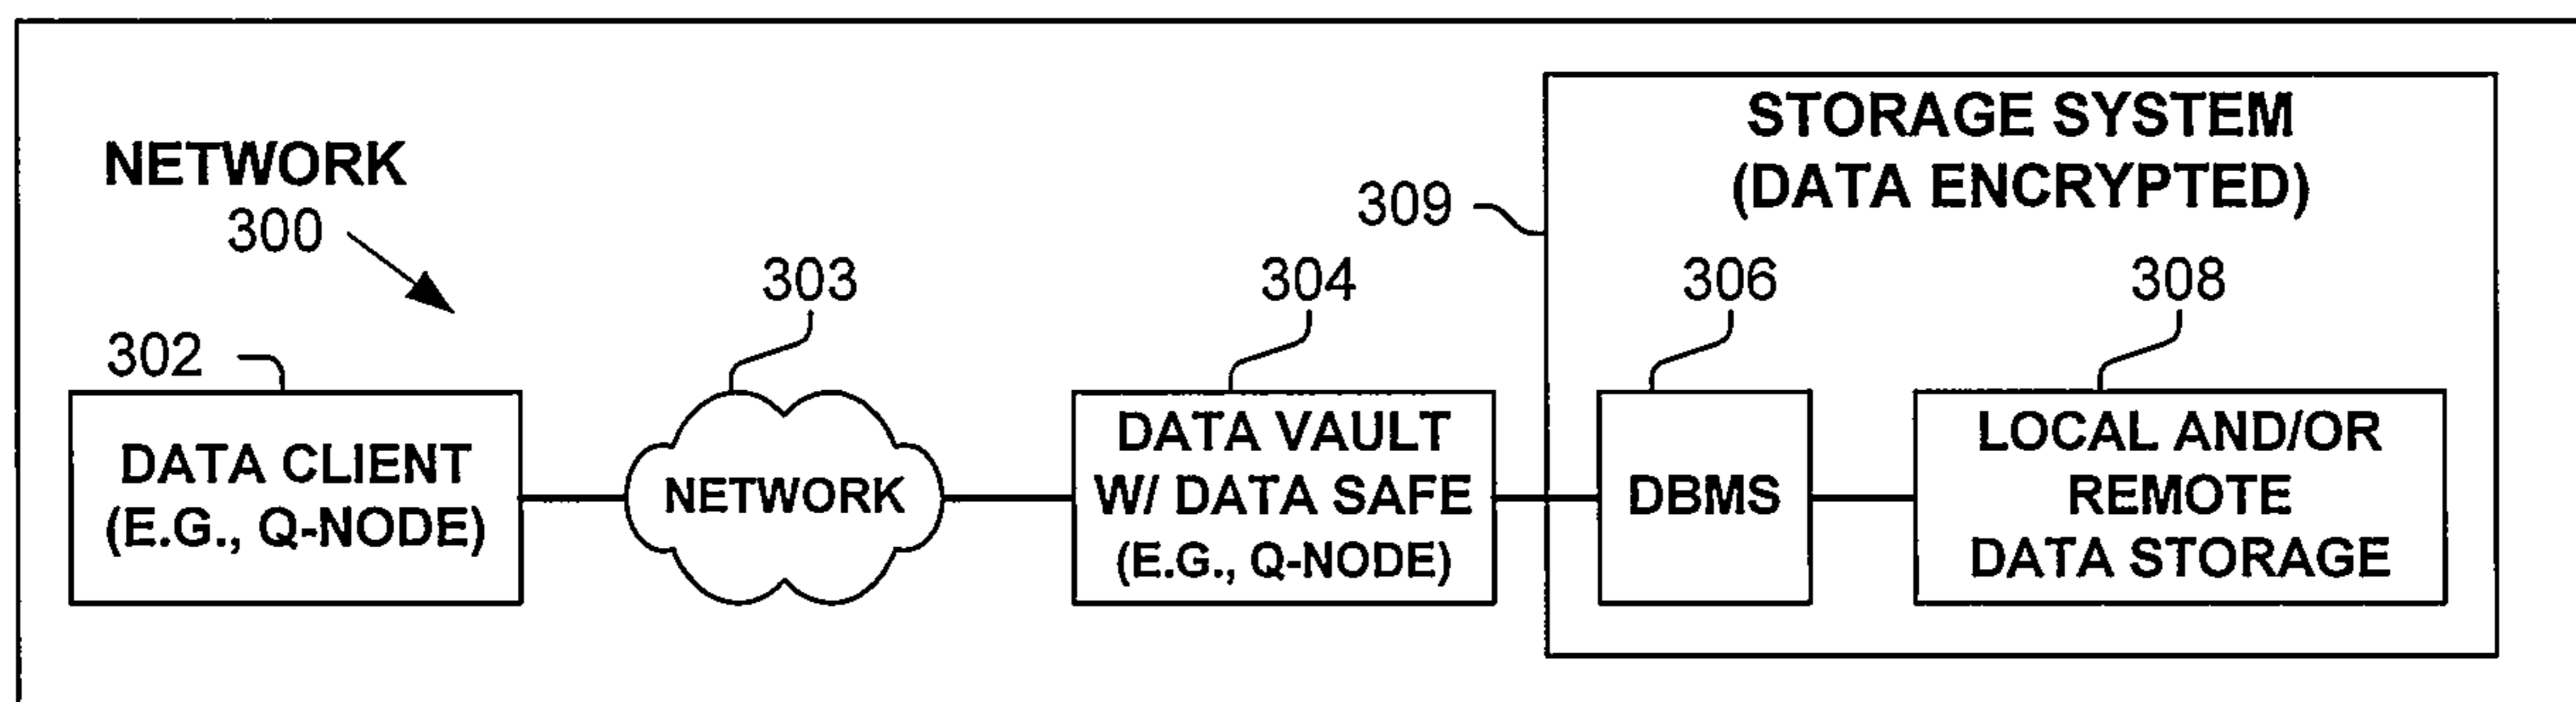 NETWORK
300
302
DATA CLIENT
(E.G., Q-NODE)
303
NETWORK
304
DATA VAULT
W/ DATA SAFE
(E.G., Q-NODE)
309
STORAGE SYSTEM
(DATA ENCRYPTED)
306
DBMS
308
LOCAL AND/OR
REMOTE
DATA STORAGE